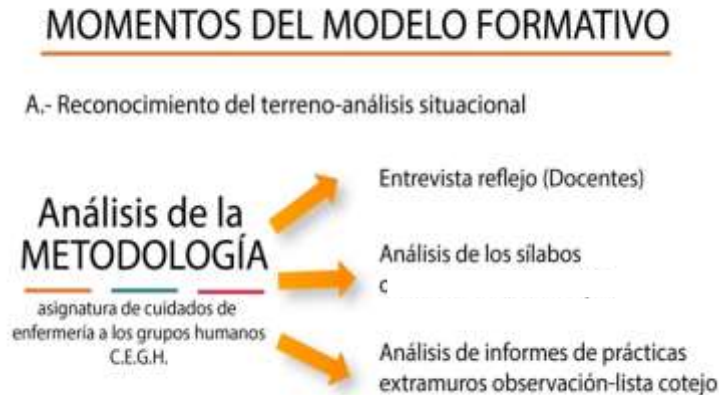 MOMENTOS DEL MODELO FORMATIVO
A.- Reconocimiento del terreno-análisis situacional
Entrevista reflejo (Docentes)
Análisis de la
METODOLOGÍA
asignatura de cuidados de
enfermería a los grupos humanos
C.E.G.H.
Análisis de los sílabos
Análisis de informes de prácticas
extramuros observación-lista cotejo